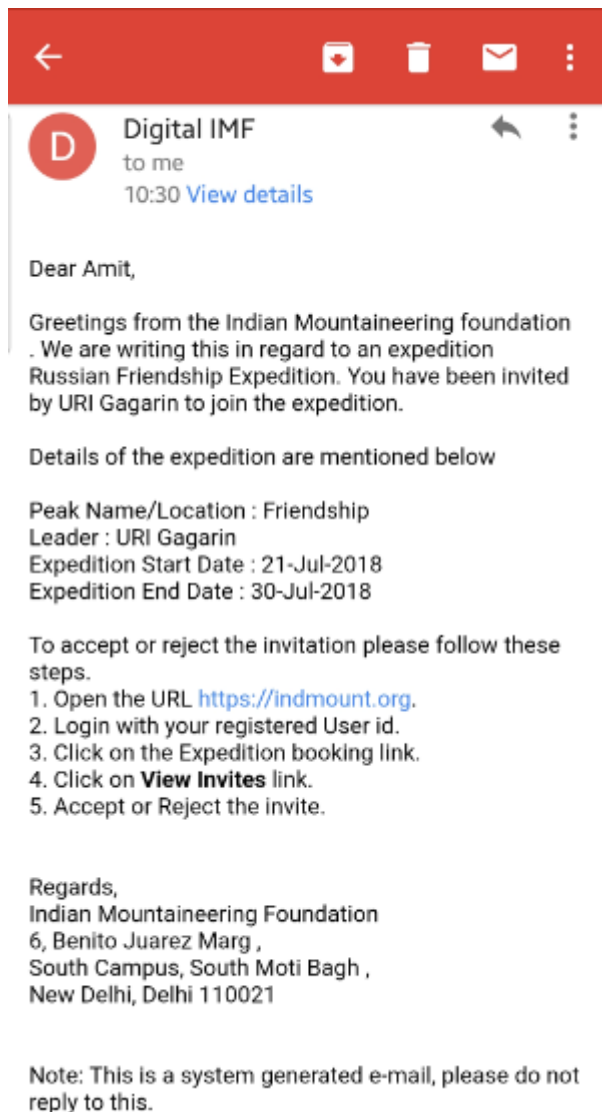 D
Digital IMF
to me
10:30 View details
Dear Amit,
Greetings from the Indian Mountaineering foundation
. We are writing this in regard to an expedition
Russian Friendship Expedition. You have been invited
by URI Gagarin to join the expedition.
Details of the expedition are mentioned below
Peak Name/Location : Friendship
Leader : URI Gagarin
Expedition Start Date : 21-Jul-2018
Expedition End Date : 30-Jul-2018
To accept or reject the invitation please follow these
steps.
1. Open the URL https://indmount.org.
2. Login with your registered User id.
3. Click on the Expedition booking link.
4. Click on View Invites link.
5. Accept or Reject the invite.
Regards,
Indian Mountaineering Foundation
6, Benito Juarez Marg ,
South Campus, South Moti Bagh ,
New Delhi, Delhi 110021
Note: This is a system generated e-mail, please do not
reply to this.